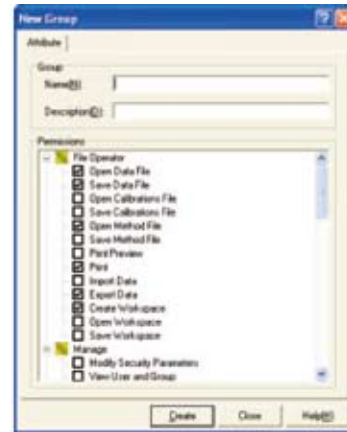 New Group
Attribute
Group
Name(N):
Description(D):
Permissions
File Operator
Open Data File
Save Data File
Open Calibrations File
Save Calibrations File
Open Method File
Save Method File
Print Preview
Print
Import Data
Export Data
Create Workspace
Open Workspace
Save Workspace
Manage
Modify Security Parameters
View User and Group
Create Close Help(H)